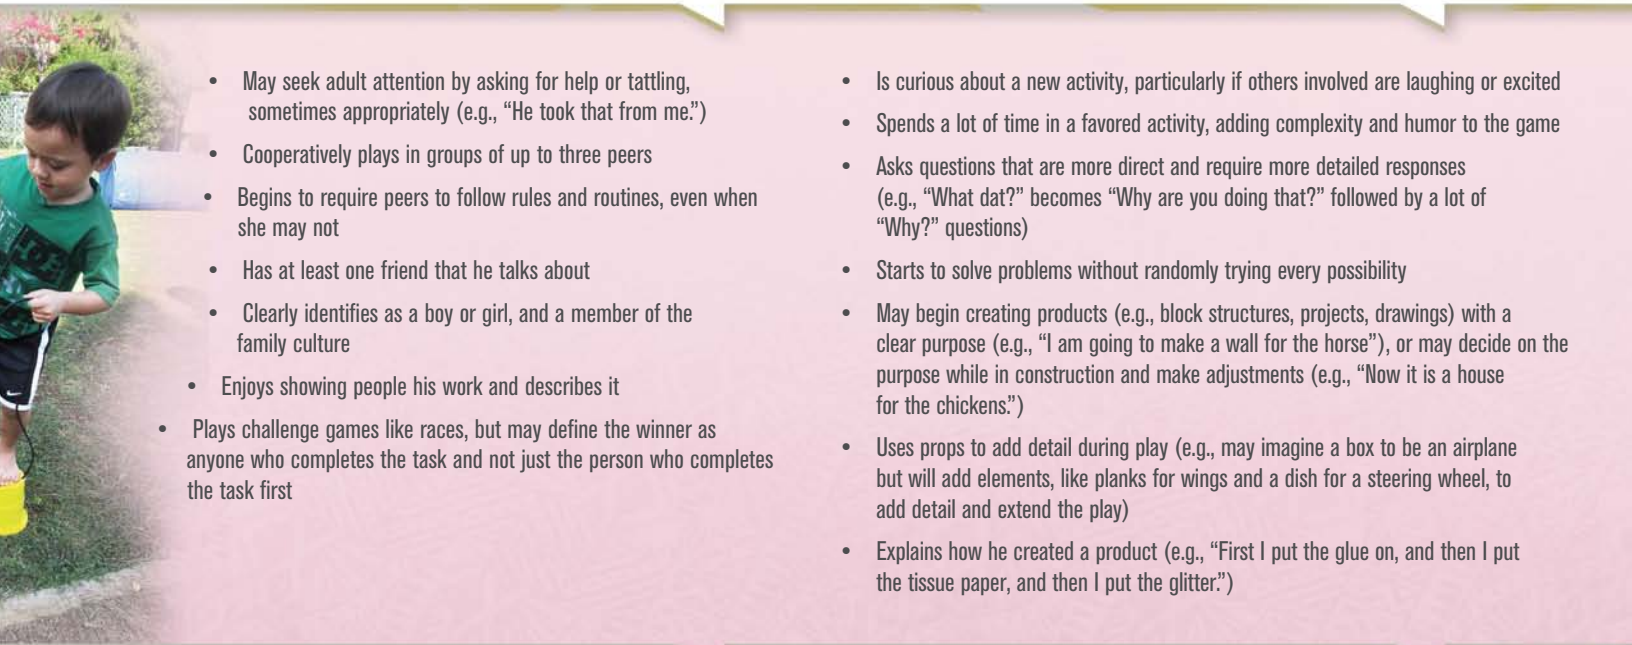 • May seek adult attention by asking for help or tattling,
sometimes appropriately (e.g., “He took that from me.”)
• Cooperatively plays in groups of up to three peers
• Begins to require peers to follow rules and routines, even when
she may not
• Has at least one friend that he talks about
• Clearly identifies as a boy or girl, and a member of the
family culture
• Enjoys showing people his work and describes it
• Plays challenge games like races, but may define the winner as
anyone who completes the task and not just the person who completes
the task first
• Is curious about a new activity, particularly if others involved are laughing or excited
• Spends a lot of time in a favored activity, adding complexity and humor to the game
• Asks questions that are more direct and require more detailed responses
(e.g., “What dat?” becomes “Why are you doing that?” followed by a lot of
“Why?” questions)
• Starts to solve problems without randomly trying every possibility
• May begin creating products (e.g., block structures, projects, drawings) with a
clear purpose (e.g., “I am going to make a wall for the horse”), or may decide on the
purpose while in construction and make adjustments (e.g., “Now it is a house
for the chickens.”)
• Uses props to add detail during play (e.g., may imagine a box to be an airplane
but will add elements, like planks for wings and a dish for a steering wheel, to
add detail and extend the play)
• Explains how he created a product (e.g., “First I put the glue on, and then I put
the tissue paper, and then I put the glitter.”)